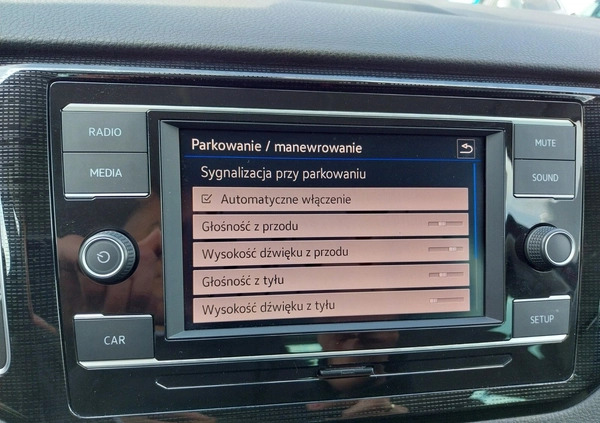 RADIO
MEDIA
CAR
Parkowanie / manewrowanie
Sygnalizacja przy parkowaniu
Automatyczne włączenie
Głośność z przodu
Wysokość dźwięku z przodu
Głośność z tyłu
Wysokość dźwięku z tyłu
MUTE
SOUND
SETUP